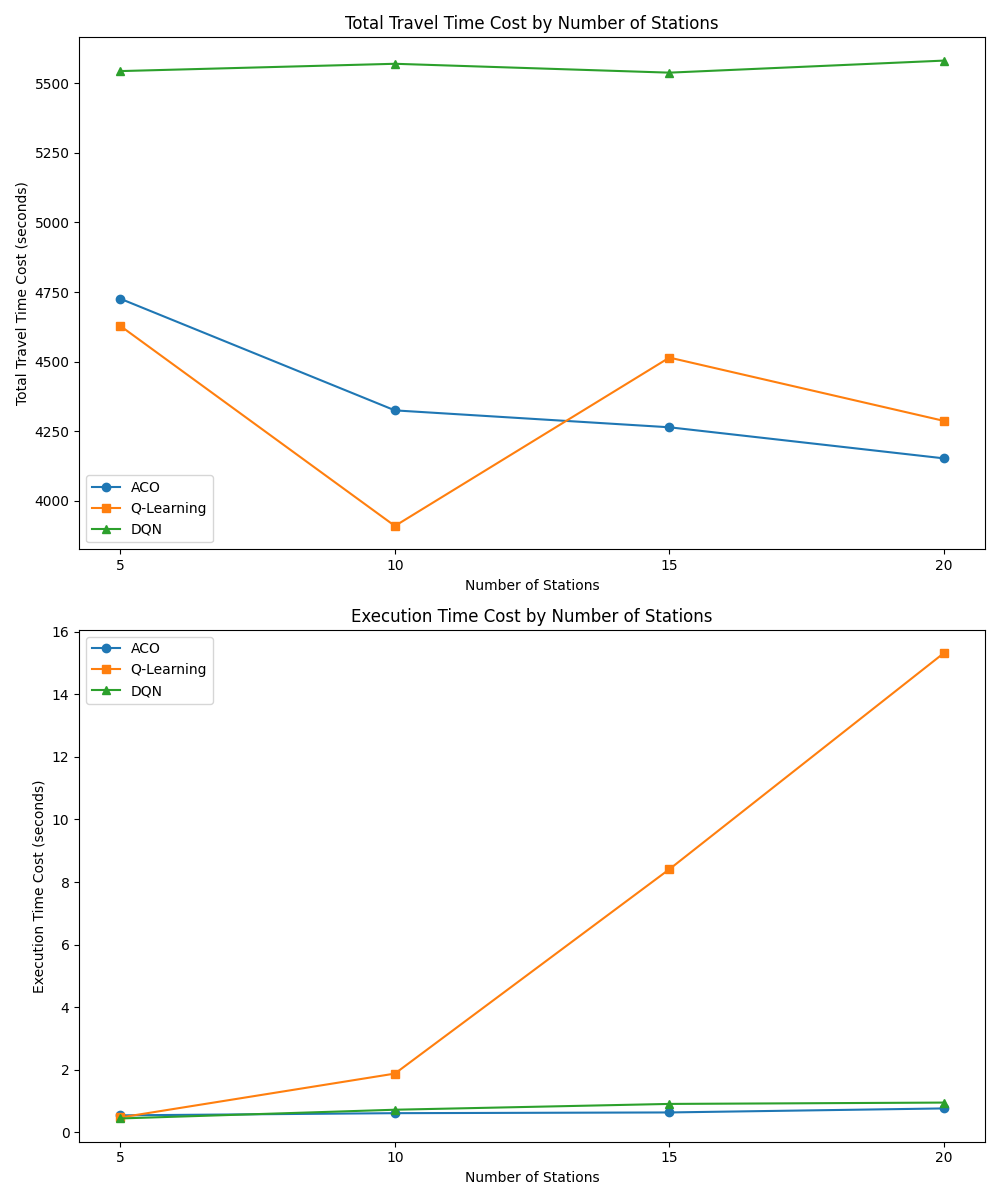 Total Travel Time Cost by Number of Stations
Total Travel Time Cost (seconds)
5500
5250
5000
4750
4500
4250
4000
ACO
Q-Learning
DQN
5 10 15 20
Number of Stations
Execution Time Cost by Number of Stations
Execution Time Cost (seconds)
16
14
12
10
8
6
4
2
0
ACO
Q-Learning
DQN
5 10 15 20
Number of Stations